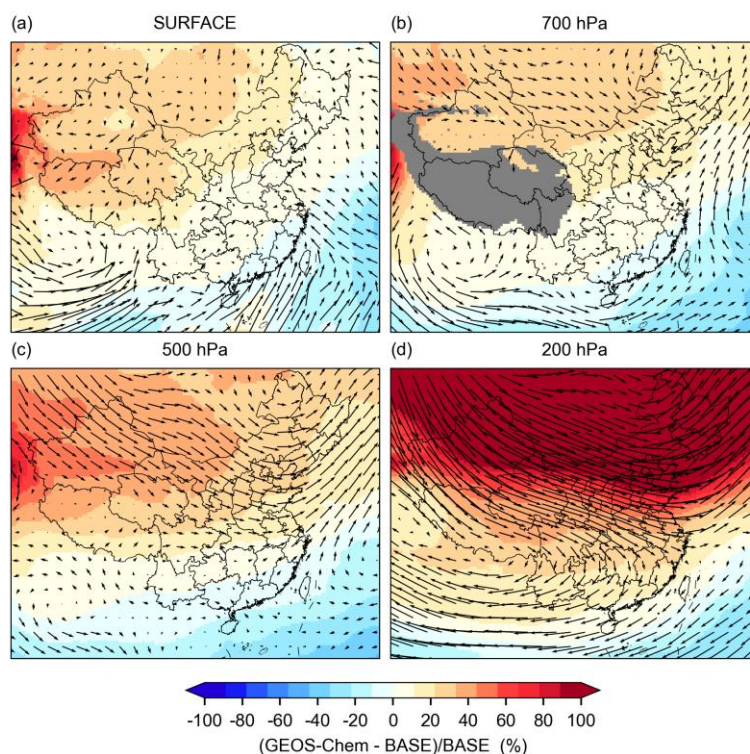 (a) SURFACE
(b) 700 hPa
(c) 500 hPa
(d) 200 hPa
-100 -80 -60 -40 -20 0 20 40 60 80 100
(GEOS-Chem - BASE)/BASE (%)